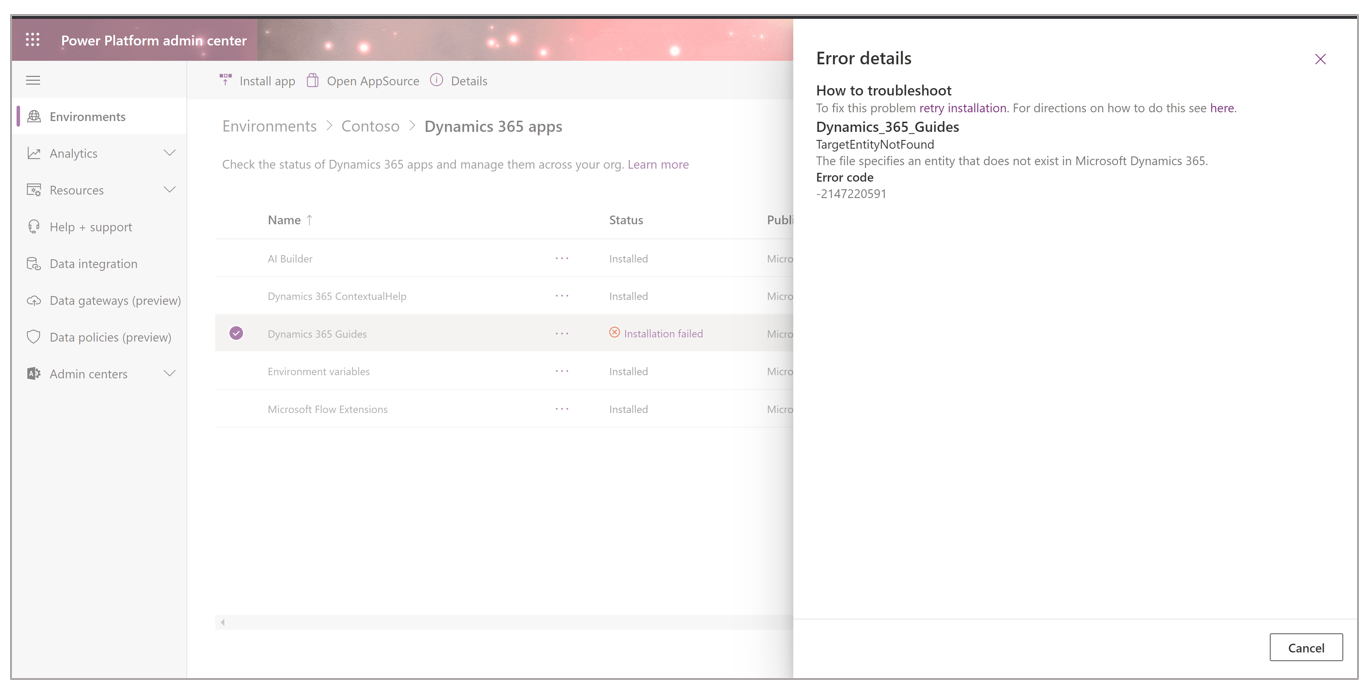 Power Platform admin center
Install app
Open AppSource
Details
Environments
Analytics
Resources
Help + support
Data integration
Data gateways (preview)
Data policies (preview)
Admin centers
Environments > Contoso > Dynamics 365 apps
Check the status of Dynamics 365 apps and manage them across your org. Learn more
Name ↑ Status Publi
AI Builder ... Installed Micro
Dynamics 365 ContextualHelp ... Installed Micro
Dynamics 365 Guides ... Installation failed Micro
Environment variables ... Installed Micro
Microsoft Flow Extensions ... Installed Micro
Error details
How to troubleshoot
To fix this problem retry installation. For directions on how to do this see here.
Dynamics_365_Guides
TargetEntityNotFound
The file specifies an entity that does not exist in Microsoft Dynamics 365.
Error code
-2147220591
Cancel